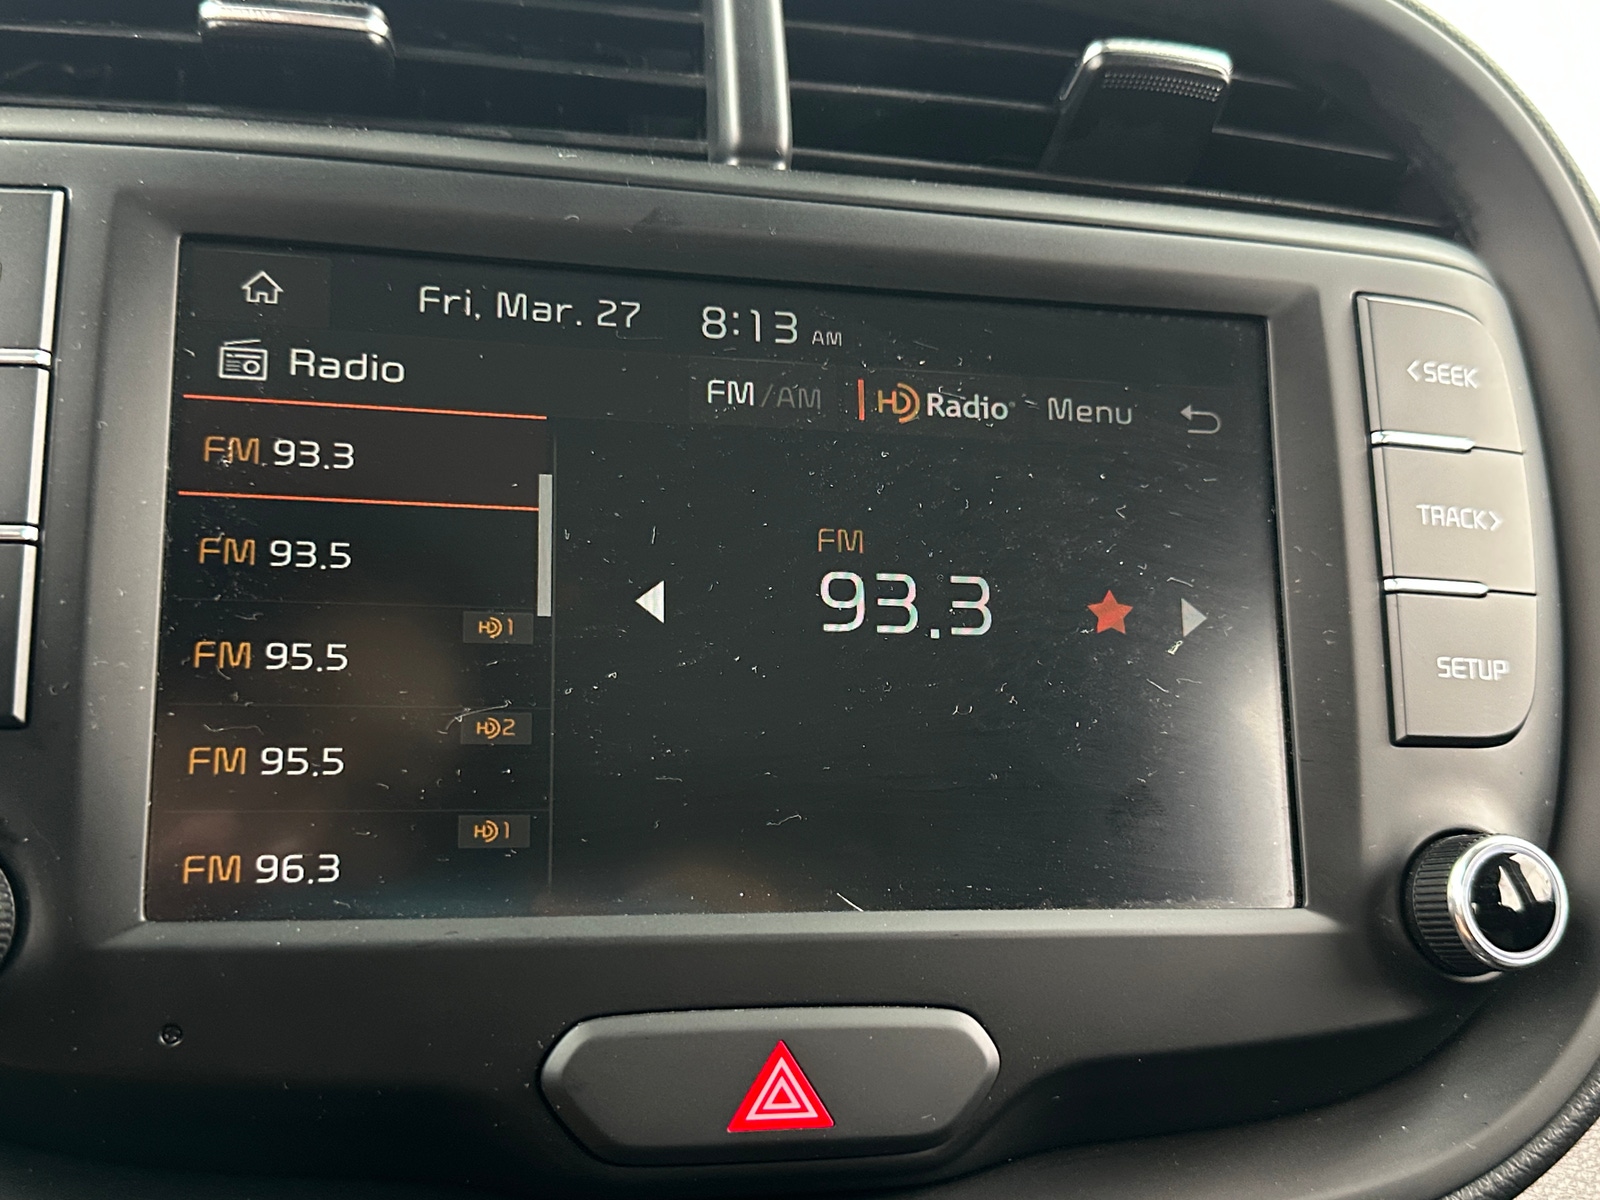 Fri, Mar. 27 8:13 AM
Radio
FM/AM HD Radio® Menu
FM 93.3
FM 93.5
HD1
FM 95.5
HD2
FM 95.5
HD1
FM 96.3
FM
93.3
<SEEK
TRACK>
SETUP